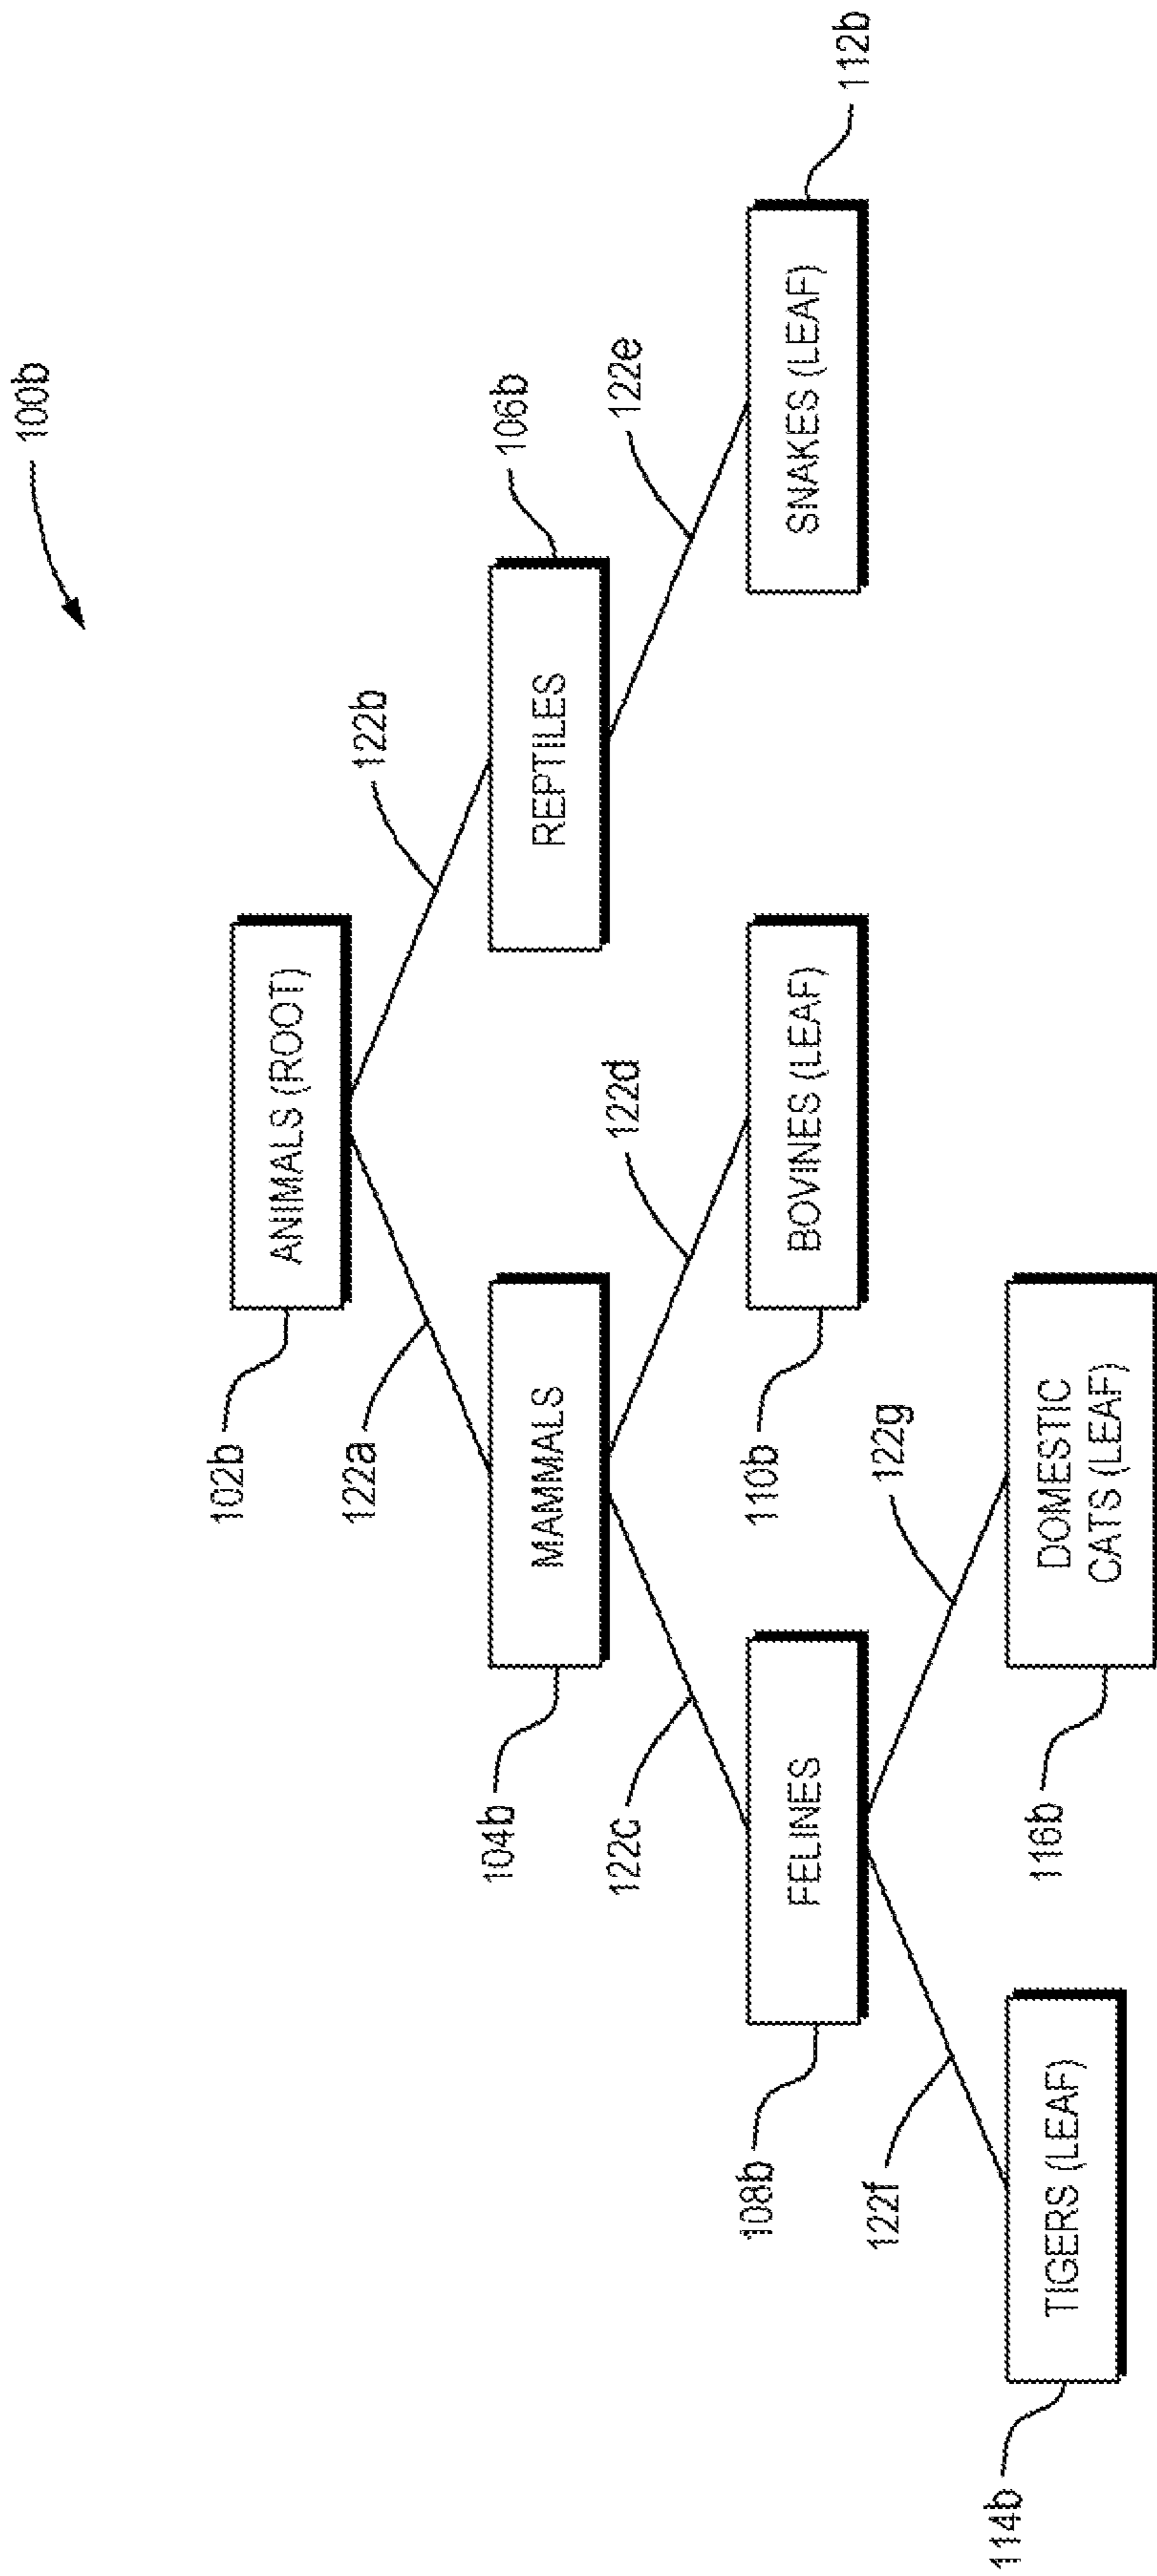 100b
ANIMALS (ROOT)
102b
122a
122b
MAMMALS
104b
REPTILES
106b
122c
122d
122e
FELINES
108b
BOVINES (LEAF)
110b
SNAKES (LEAF)
112b
122f
122g
TIGERS (LEAF)
114b
DOMESTIC
CATS (LEAF)
116b